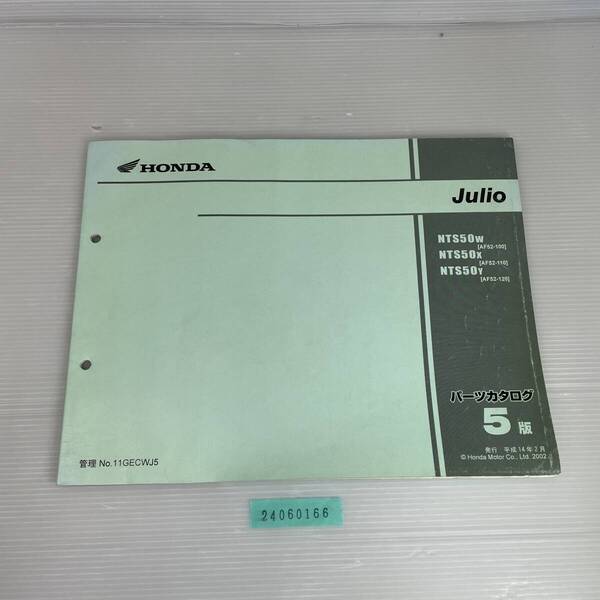 HONDA
Julio
NTS50W
[AF52-100]
NTS50X
[AF52-110]
NTS50Y
[AF52-120]
パーツカタログ
5版
発行 平成14年2月
© Honda Motor Co., Ltd. 2002
管理 No.11GECWJ5
24060166